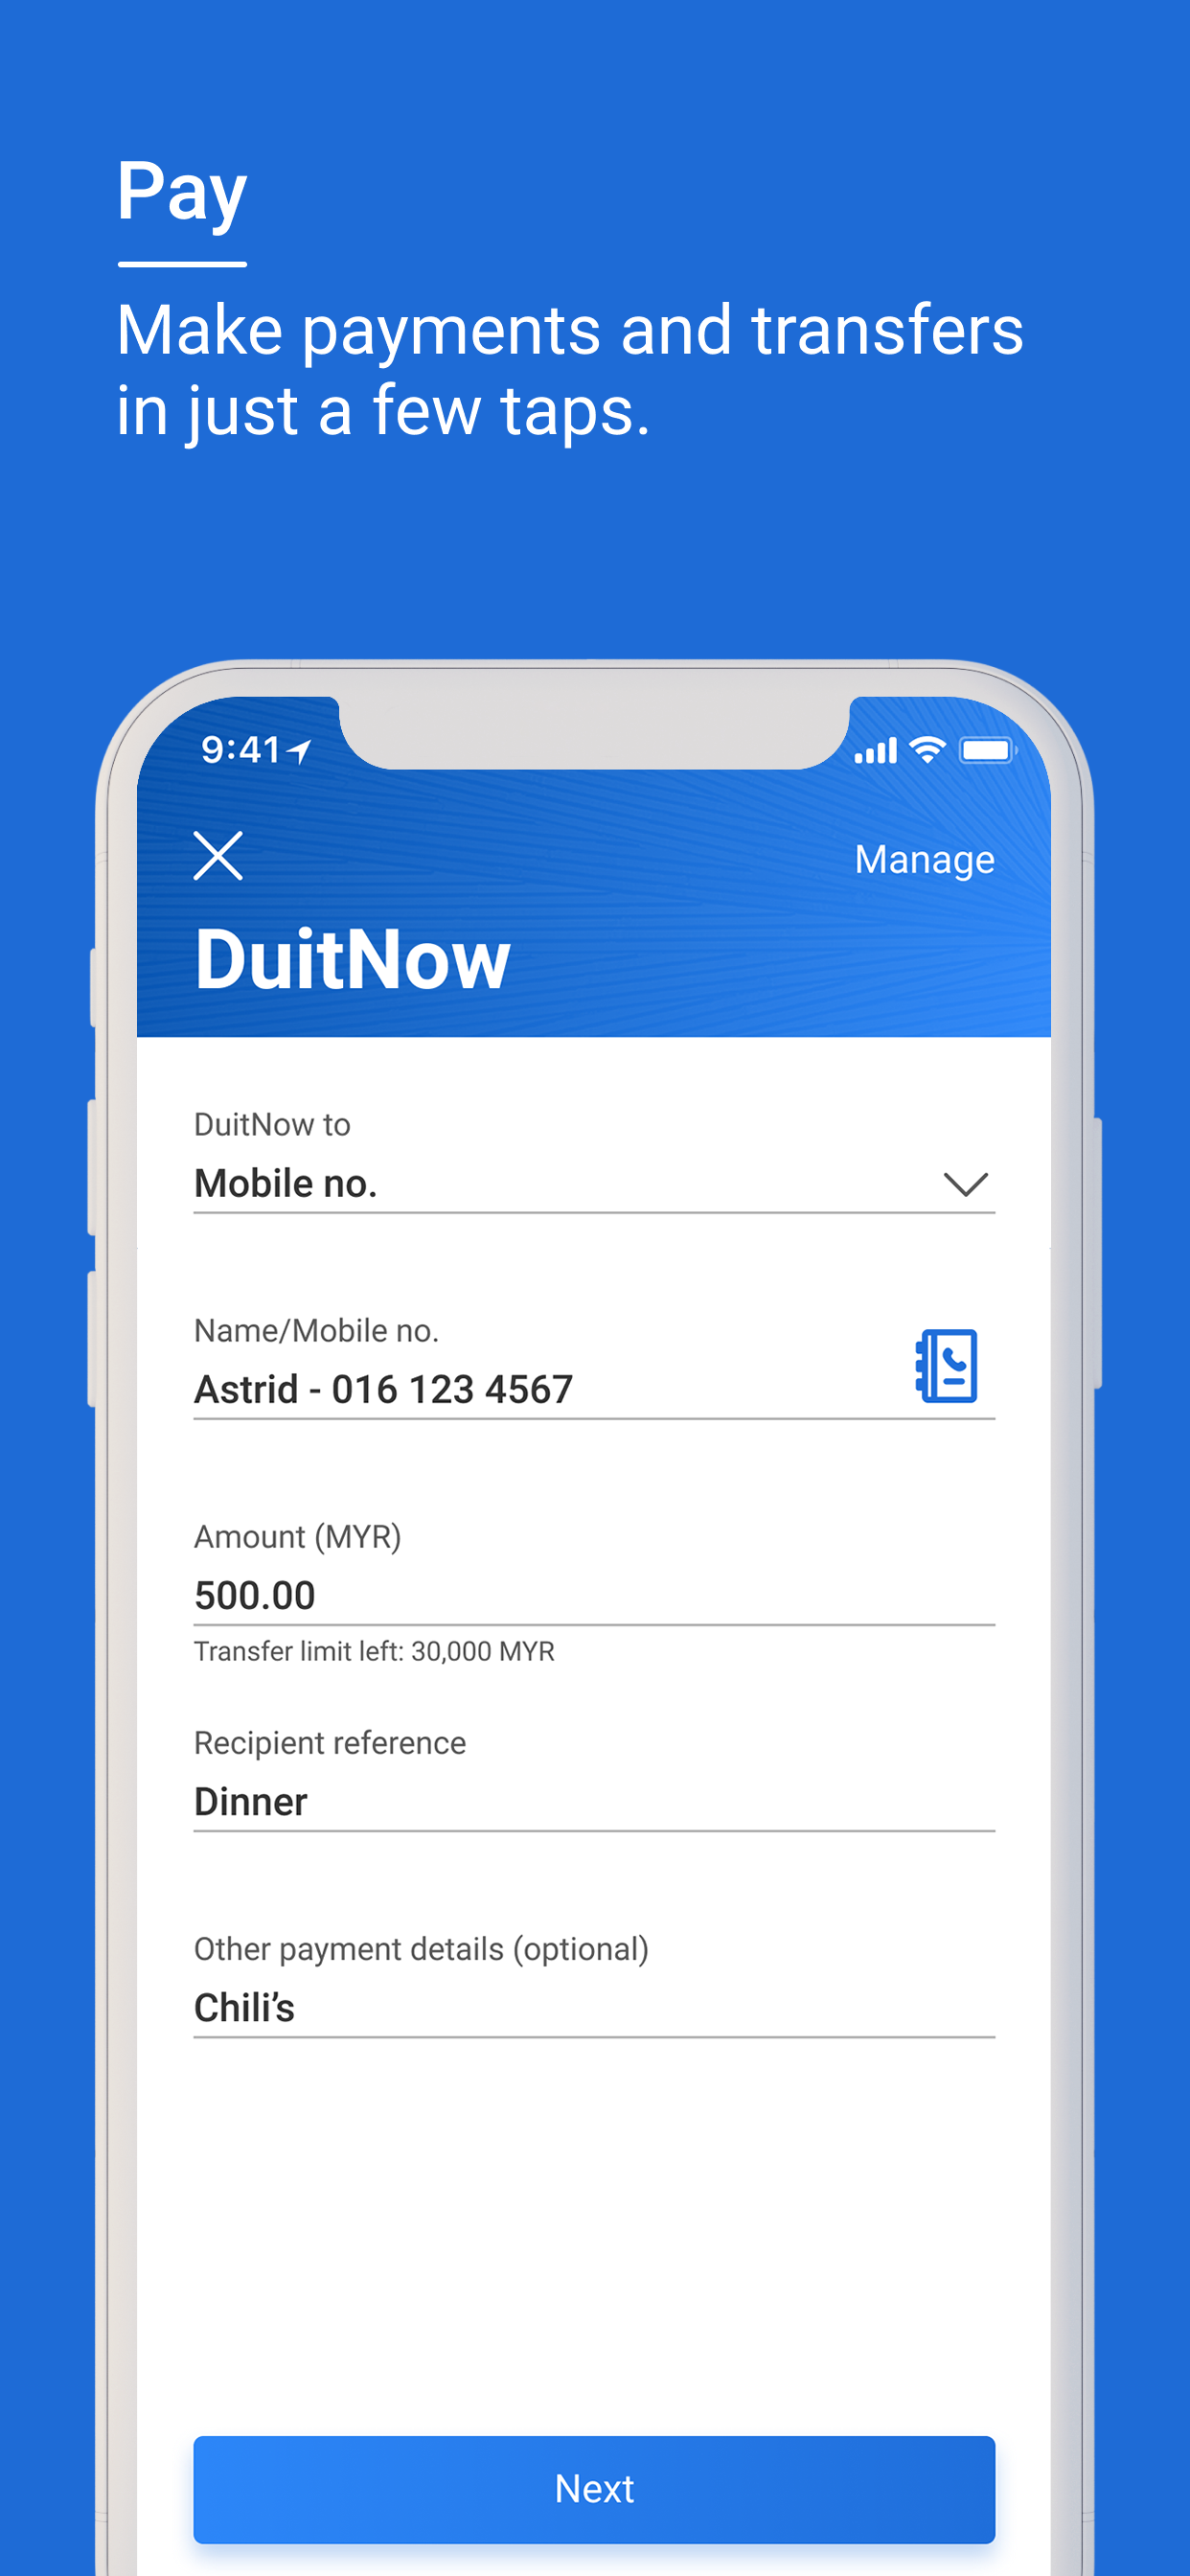 Pay
Make payments and transfers
in just a few taps.
9:41
Manage
DuitNow
DuitNow to
Mobile no.
Name/Mobile no.
Astrid - 016 123 4567
Amount (MYR)
500.00
Transfer limit left: 30,000 MYR
Recipient reference
Dinner
Other payment details (optional)
Chili’s
Next